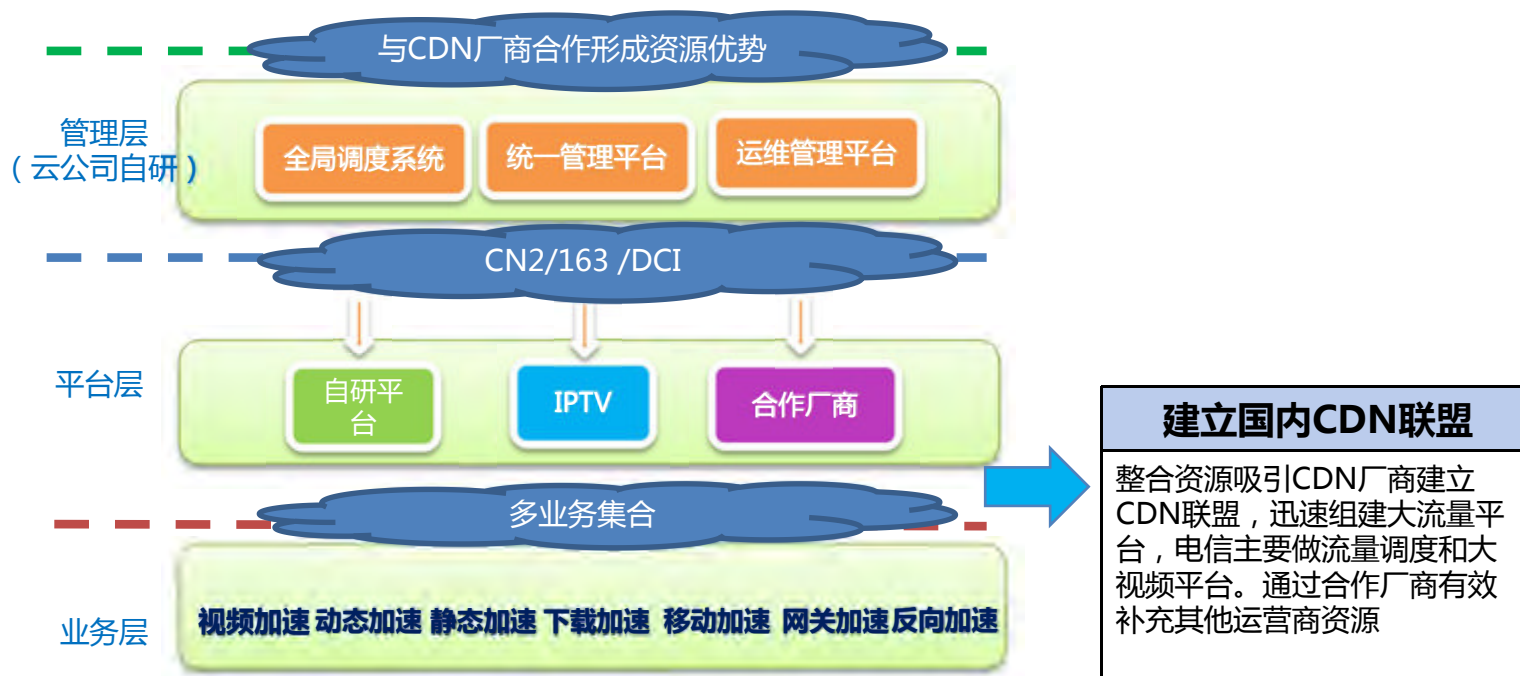 与CDN厂商合作形成资源优势
管理层
（云公司自研）
全局调度系统
统一管理平台
运维管理平台
CN2/163 /DCI
平台层
自研平
台
IPTV
合作厂商
多业务集合
业务层
视频加速 动态加速 静态加速 下载加速 移动加速 网关加速 反向加速
建立国内CDN联盟
整合资源吸引CDN厂商建立
CDN联盟，迅速组建大流量平
台，电信主要做流量调度和大
视频平台。通过合作厂商有效
补充其他运营商资源